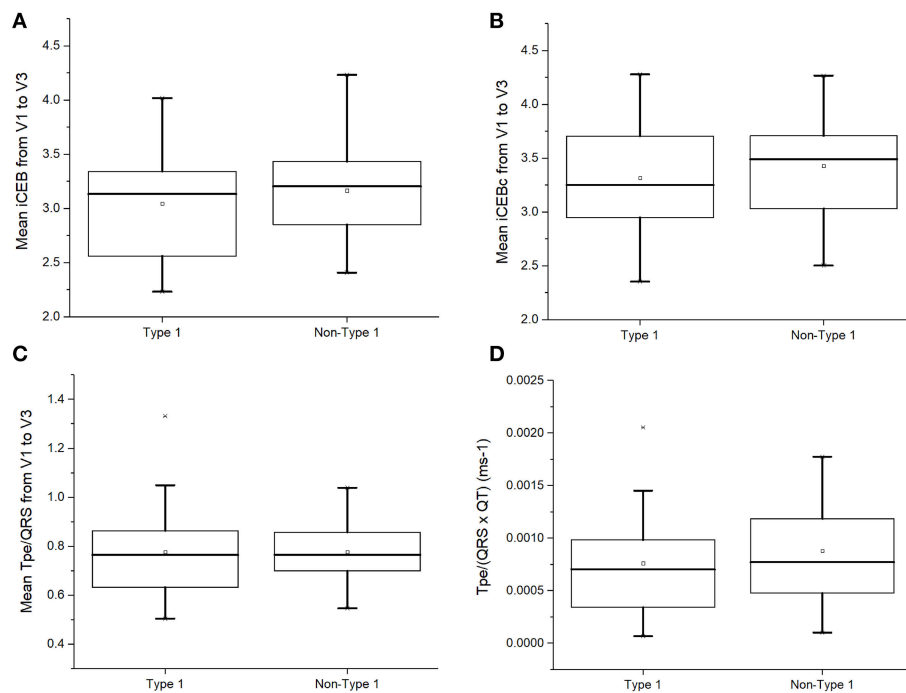 A
Mean iCEB from V1 to V3
4.5
4.0
3.5
3.0
2.5
2.0
Type 1
Non-Type 1
B
Mean iCEBc from V1 to V3
4.5
4.0
3.5
3.0
2.5
2.0
Type 1
Non-Type 1
C
Mean Tpe/QRS from V1 to V3
1.4
1.2
1.0
0.8
0.6
0.4
Type 1
Non-Type 1
D
Tpe/(QRS x QT) (ms-1)
0.0025
0.0020
0.0015
0.0010
0.0005
0.0000
Type 1
Non-Type 1